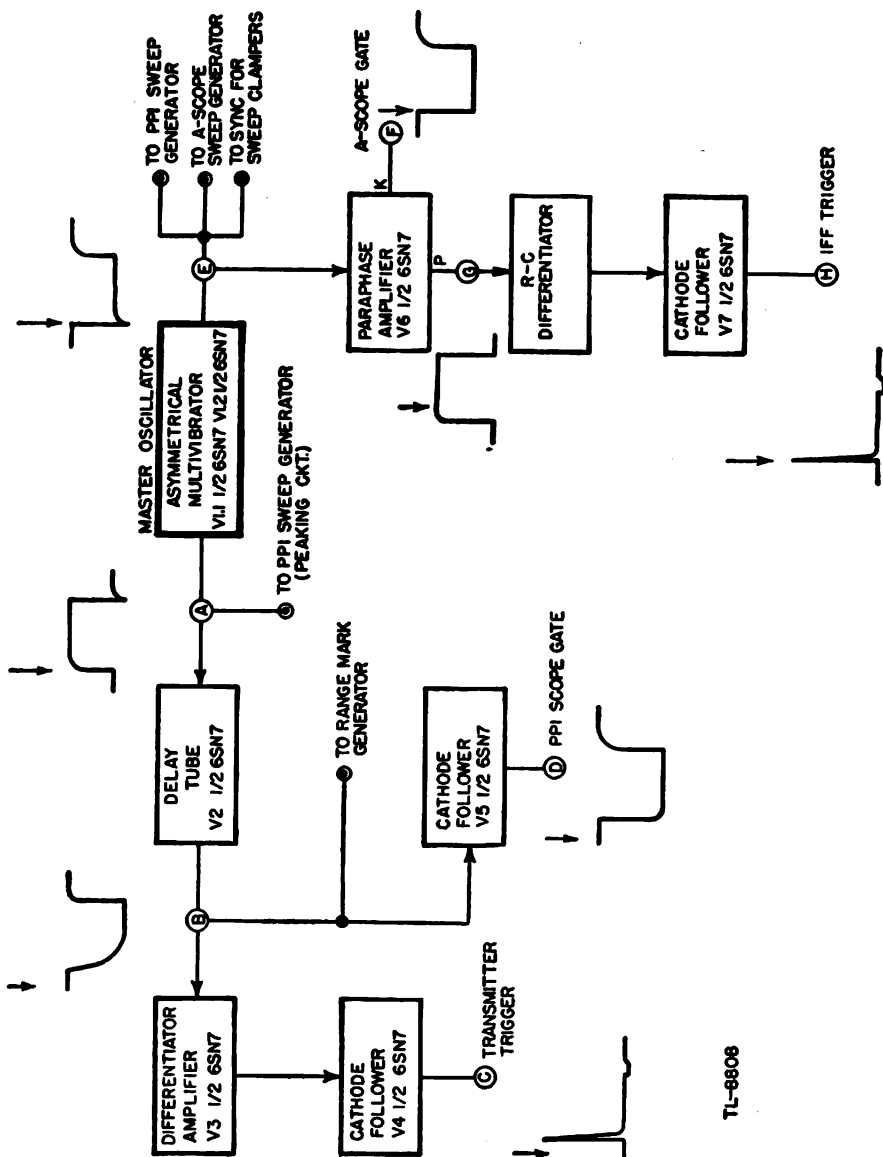 MASTER OSCILLATOR
ASYMMETRICAL
MULTIVIBRATOR
V1.1 1/2 6SN7 V1.2 1/2 6SN7
E
TO PPI SWEEP
GENERATOR
TO A-SCOPE
SWEEP GENERATOR
TO SYNC FOR
SWEEP CLAMPERS
A
TO PPI SWEEP GENERATOR
(PEAKING CKT.)
DELAY
TUBE
V2 1/2 6SN7
B
TO RANGE MARK
GENERATOR
DIFFERENTIATOR
AMPLIFIER
V3 1/2 6SN7
CATHODE
FOLLOWER
V4 1/2 6SN7
C
TRANSMITTER
TRIGGER
CATHODE
FOLLOWER
V5 1/2 6SN7
D
PPI SCOPE GATE
PARAPHASE
AMPLIFIER
V6 1/2 6SN7
K
F
A-SCOPE GATE
P
G
R-C
DIFFERENTIATOR
CATHODE
FOLLOWER
V7 1/2 6SN7
H
IFF TRIGGER
TL-8808